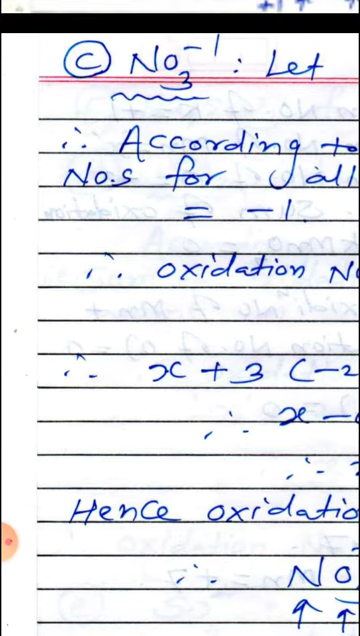 (C) NO₃⁻¹ : Let
∴ According to
No.s for all
= -1
∴ oxidation N
∴ x + 3 (-2
∴ x -
∴
Hence oxidatio
∴ NO
↑ ↑